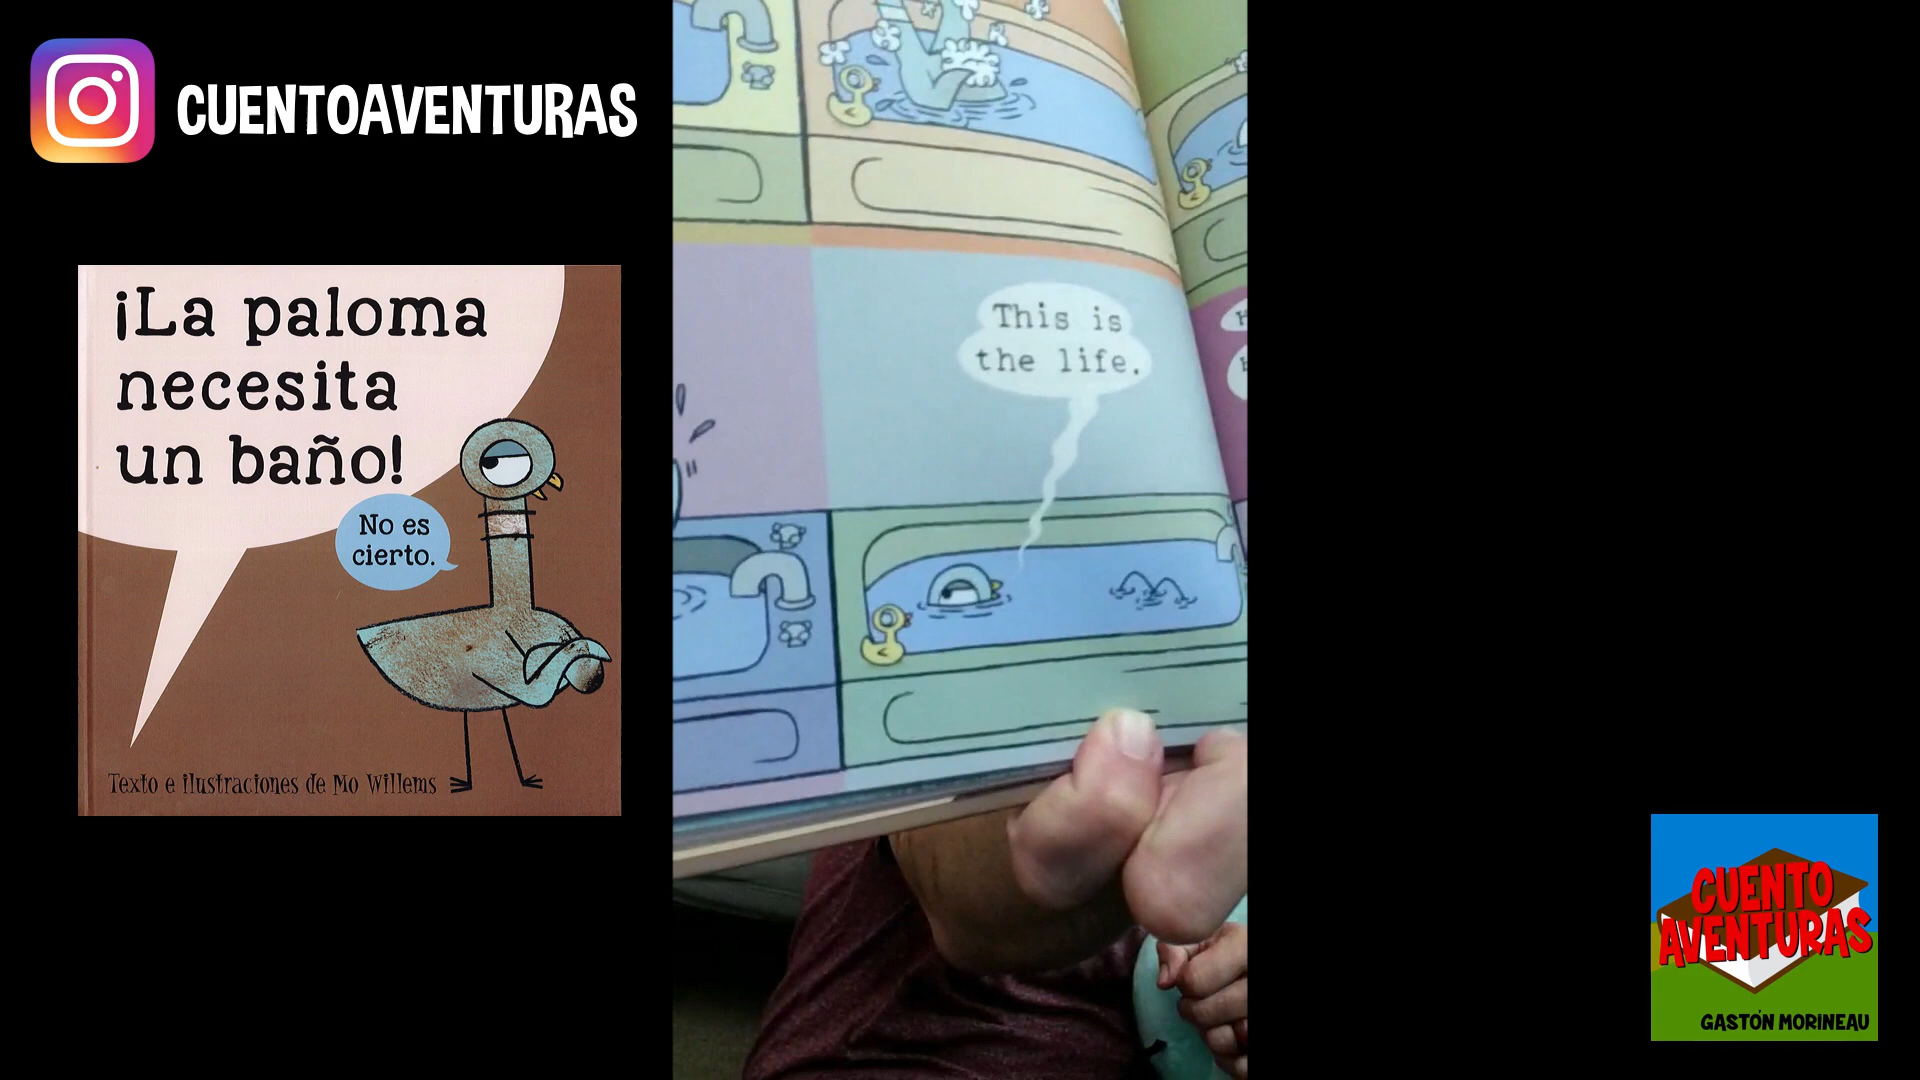 CUENTOAVENTURAS
¡La paloma
necesita
un baño!
No es
cierto.
Texto e ilustraciones de Mo Willems
This is
the life.
CUENTO
AVENTURAS
GASTÓN MORINEAU